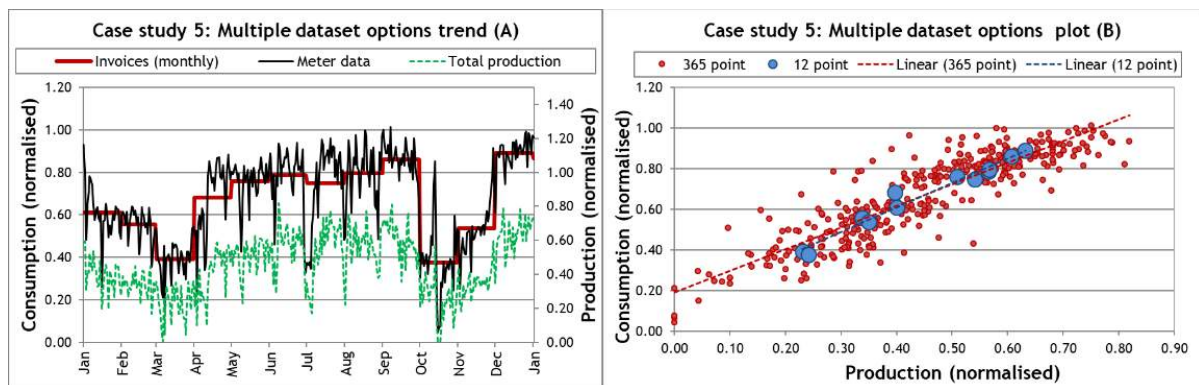 Case study 5: Multiple dataset options trend (A)
Invoices (monthly) Meter data Total production
Consumption (normalised)
1.20
1.00
0.80
0.60
0.40
0.20
0.00
Jan Feb Mar Apr May Jun Jul Aug Sep Oct Nov Dec Jan
1.40
1.20
1.00
0.80
0.60
0.40
0.20
0.00
Production (normalised)
Case study 5: Multiple dataset options plot (B)
365 point 12 point Linear (365 point) Linear (12 point)
Consumption (normalised)
1.20
1.00
0.80
0.60
0.40
0.20
0.00
0.00 0.10 0.20 0.30 0.40 0.50 0.60 0.70 0.80 0.90
Production (normalised)